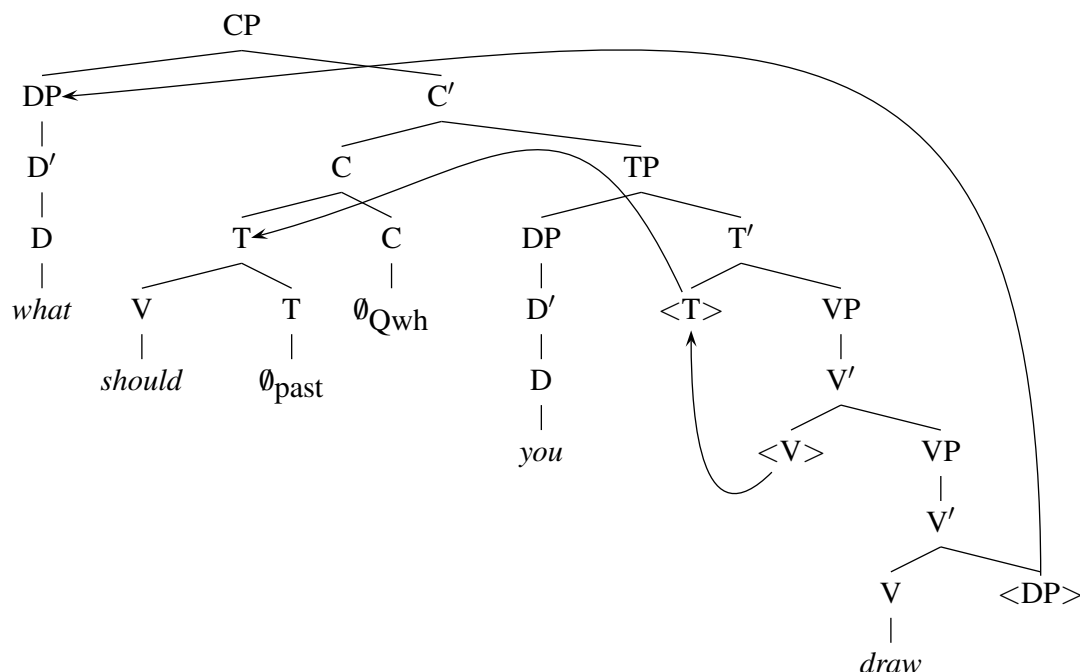 CP
DP C′
D′ C TP
D T C DP T′
what V T ∅Qwh D′ <T> VP
should ∅past D V′
you <V> VP
V′
V <DP>
draw